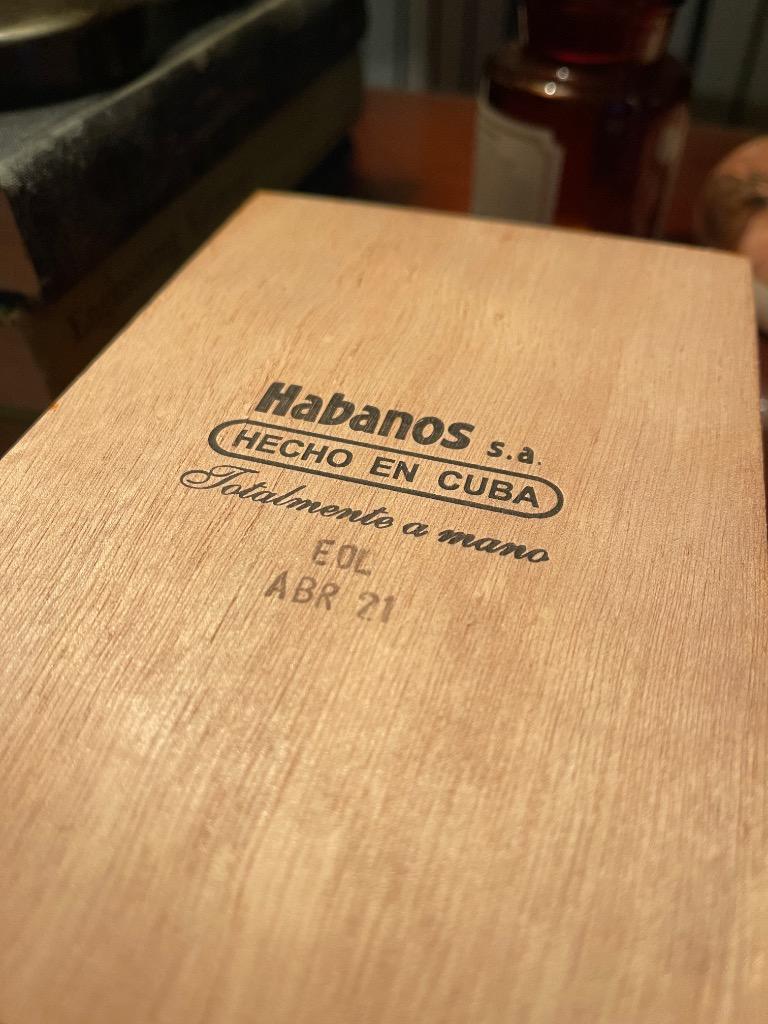 Habanos s.a.
HECHO EN CUBA
Totalmente a mano
EOL
ABR 21